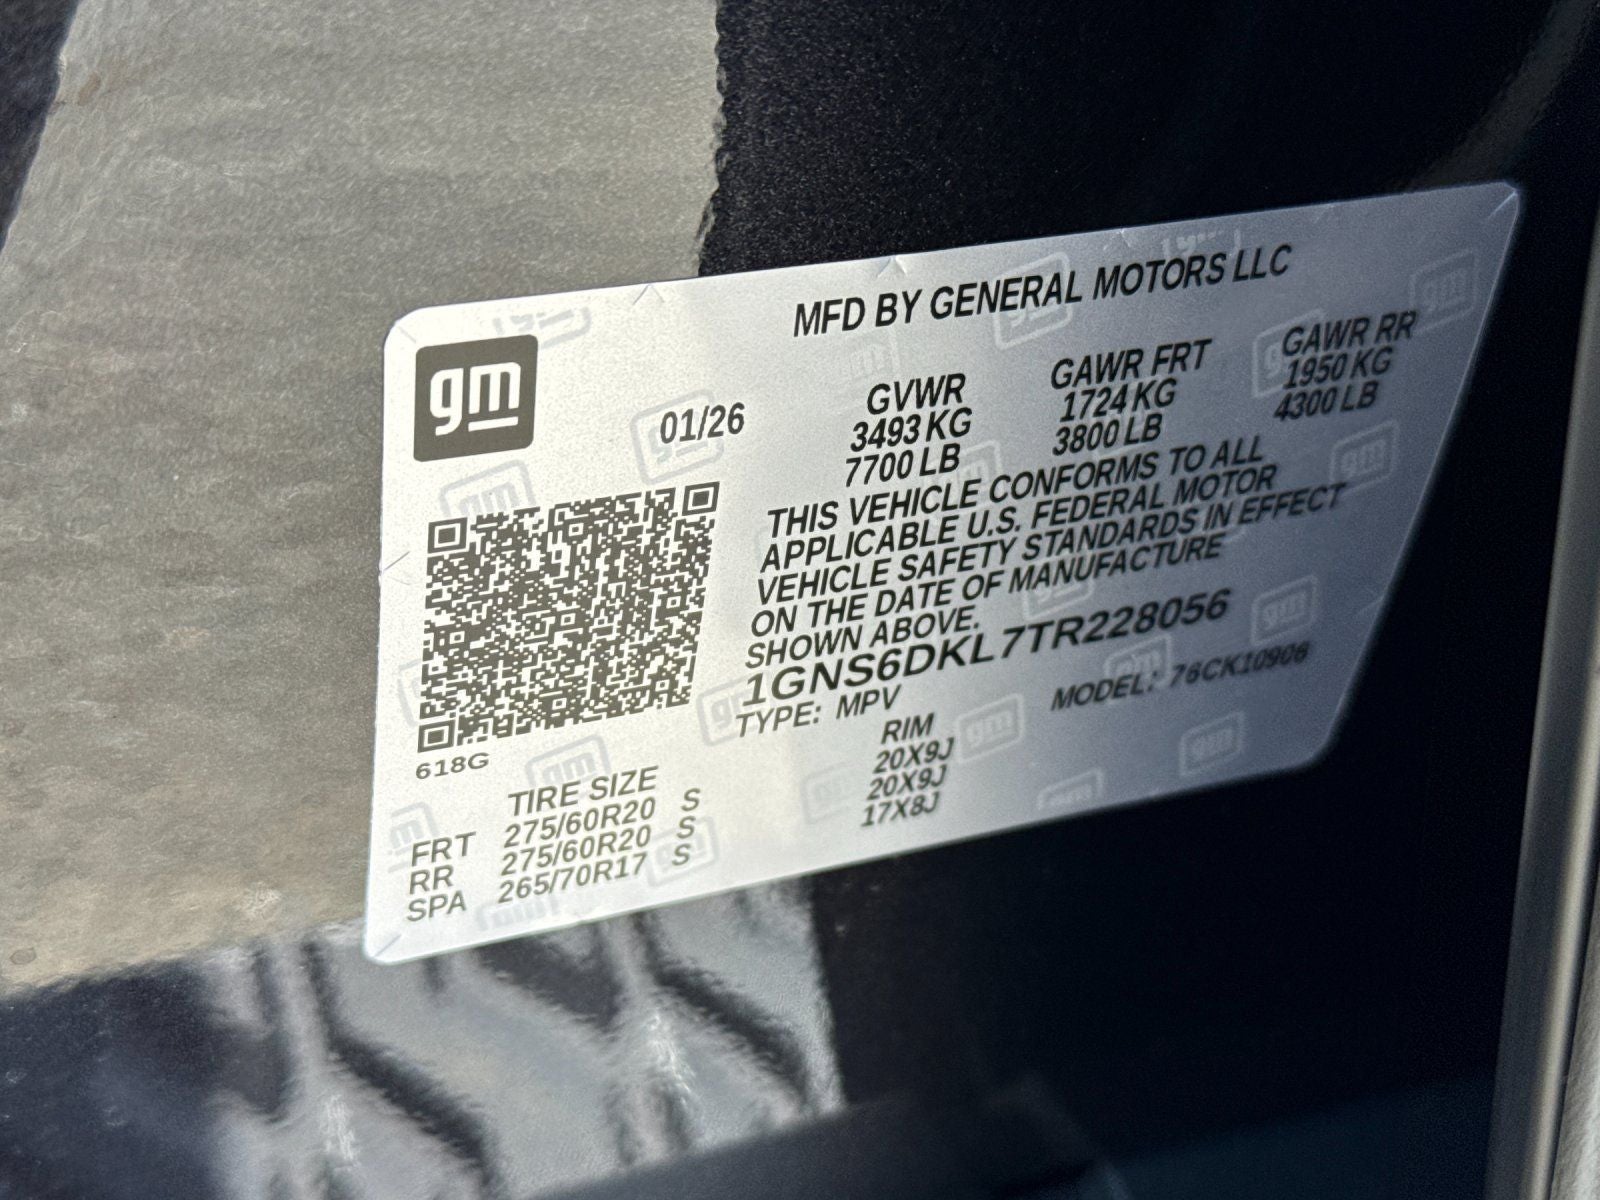 MFD BY GENERAL MOTORS LLC
gm
01/26
GVWR GAWR FRT GAWR RR
3493 KG 1724 KG 1950 KG
7700 LB 3800 LB 4300 LB
THIS VEHICLE CONFORMS TO ALL
APPLICABLE U.S. FEDERAL MOTOR
VEHICLE SAFETY STANDARDS IN EFFECT
ON THE DATE OF MANUFACTURE
SHOWN ABOVE.
1GNS6DKL7TR228056
TYPE: MPV MODEL: 76CK10906
618G
TIRE SIZE RIM
FRT 275/60R20 S 20X9J
RR 275/60R20 S 20X9J
SPA 265/70R17 S 17X8J